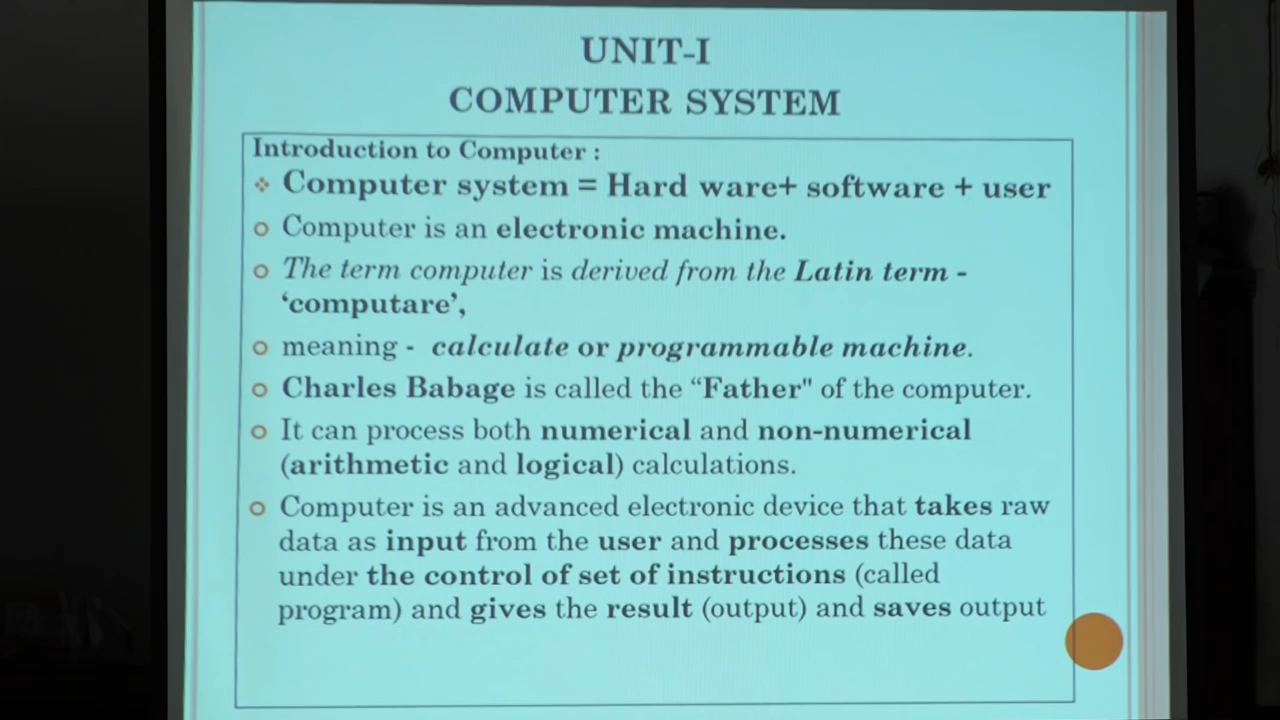 UNIT-I
COMPUTER SYSTEM
Introduction to Computer :
Computer system = Hard ware+ software + user
Computer is an electronic machine.
The term computer is derived from the Latin term -
‘computare’,
meaning - calculate or programmable machine.
Charles Babage is called the “Father" of the computer.
It can process both numerical and non-numerical
(arithmetic and logical) calculations.
Computer is an advanced electronic device that takes raw
data as input from the user and processes these data
under the control of set of instructions (called
program) and gives the result (output) and saves output